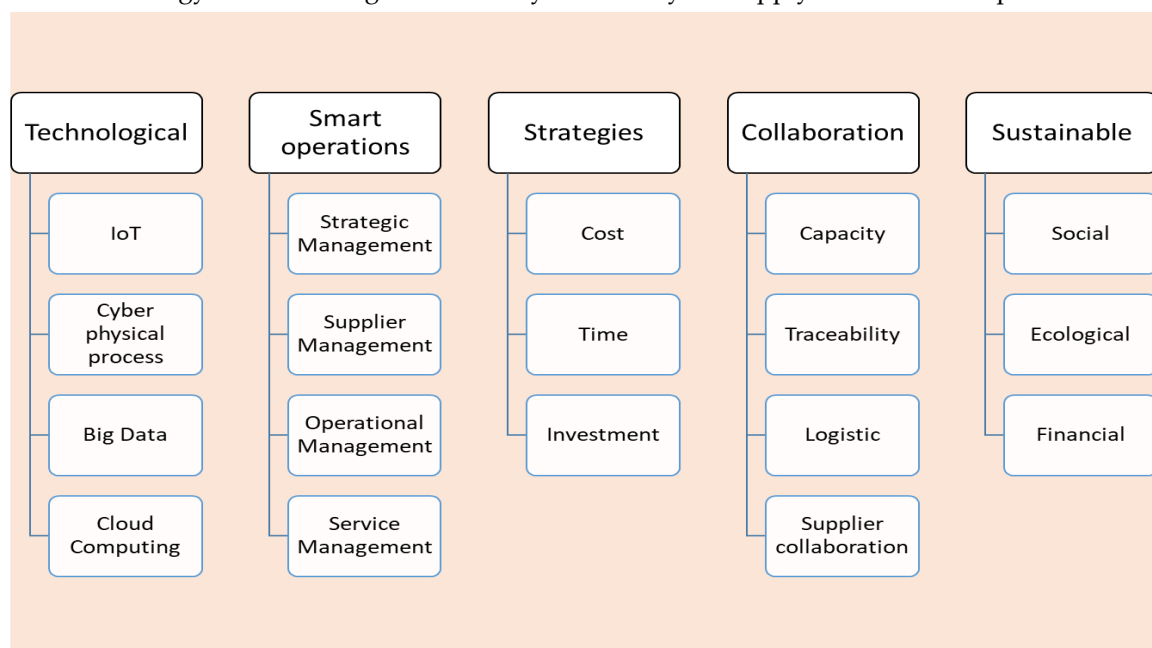 Technological
IoT
Cyber
physical
process
Big Data
Cloud
Computing
Smart
operations
Strategic
Management
Supplier
Management
Operational
Management
Service
Management
Strategies
Cost
Time
Investment
Collaboration
Capacity
Traceability
Logistic
Supplier
collaboration
Sustainable
Social
Ecological
Financial